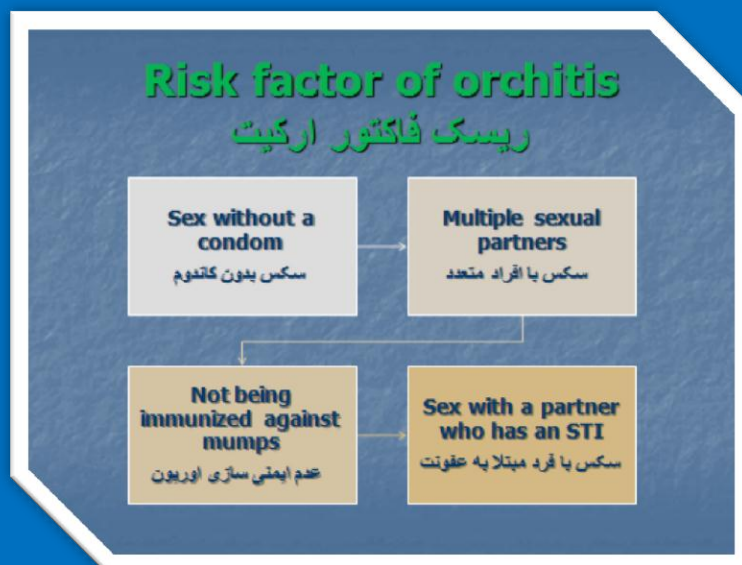 Risk factor of orchitis
ریسک فاکتور ارکیت
Sex without a
condom
سکس بدون کاندوم
Multiple sexual
partners
سکس با افراد متعدد
Not being
immunized against
mumps
عدم ایمنی سازی اوریون
Sex with a partner
who has an STI
سکس با فرد مبتلا به عفونت